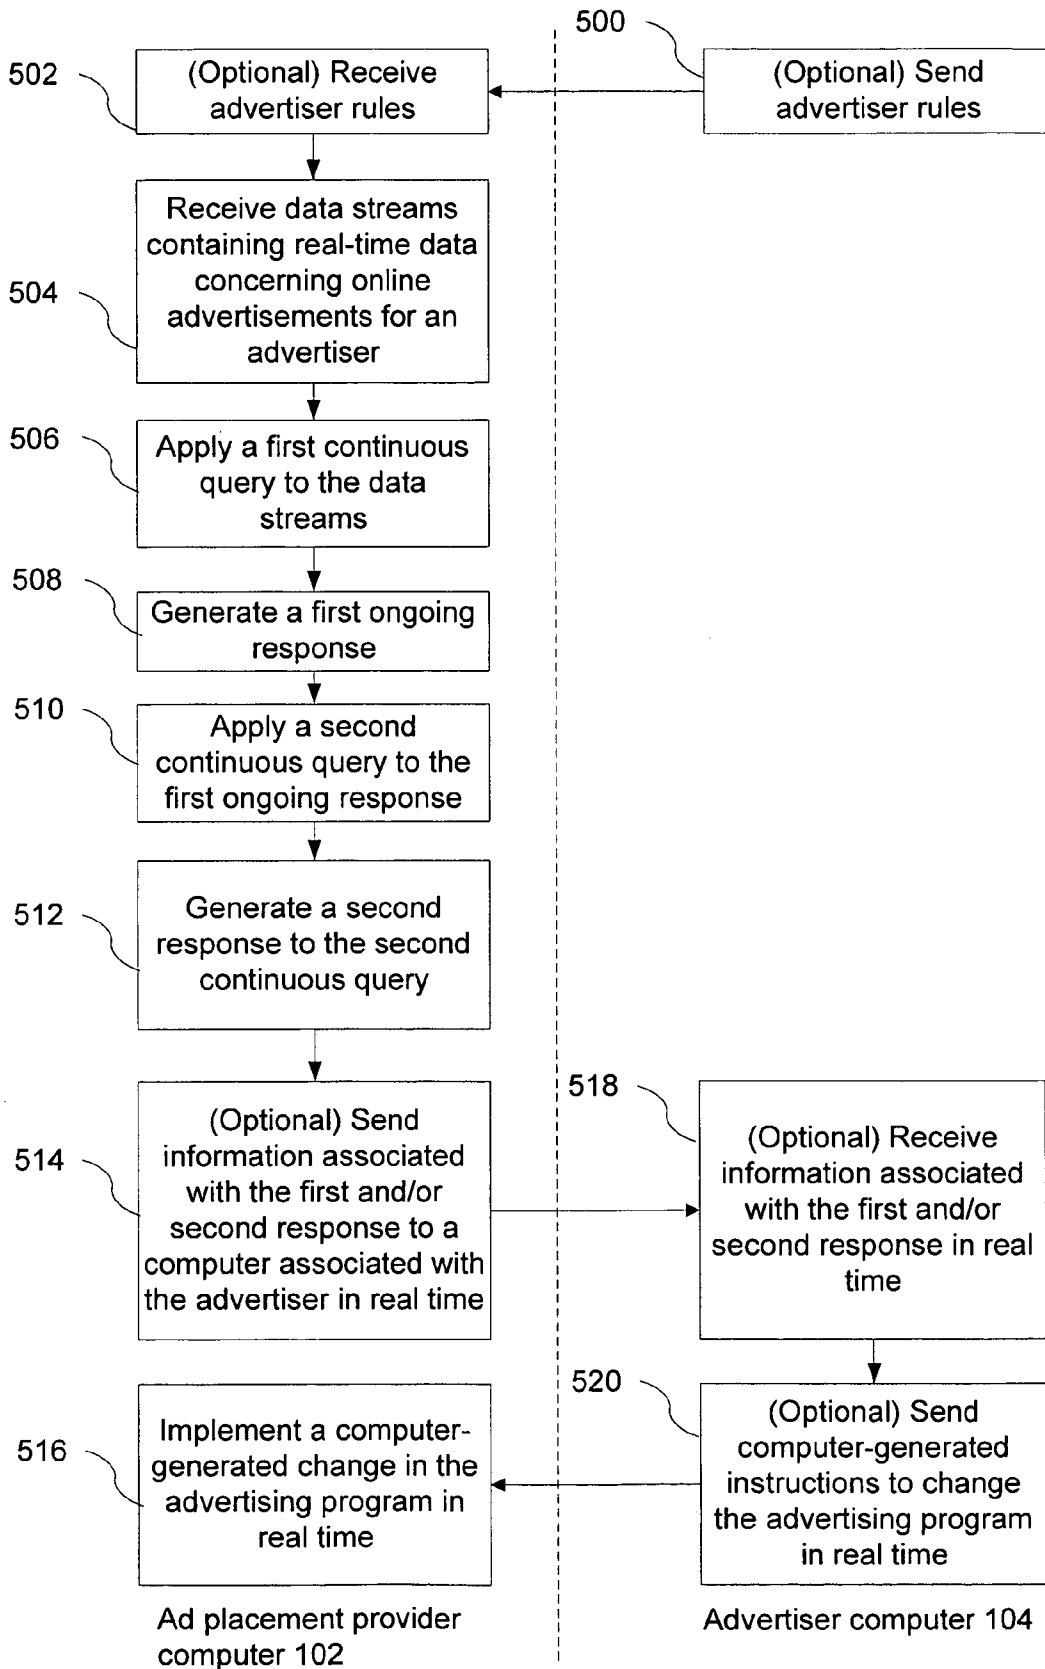 500
502
(Optional) Receive
advertiser rules
(Optional) Send
advertiser rules
504
Receive data streams
containing real-time data
concerning online
advertisements for an
advertiser
506
Apply a first continuous
query to the data
streams
508
Generate a first ongoing
response
510
Apply a second
continuous query to the
first ongoing response
512
Generate a second
response to the second
continuous query
514
(Optional) Send
information associated
with the first and/or
second response to a
computer associated with
the advertiser in real time
518
(Optional) Receive
information associated
with the first and/or
second response in real
time
516
Implement a computer-
generated change in the
advertising program in
real time
520
(Optional) Send
computer-generated
instructions to change
the advertising program
in real time
Ad placement provider
computer 102
Advertiser computer 104